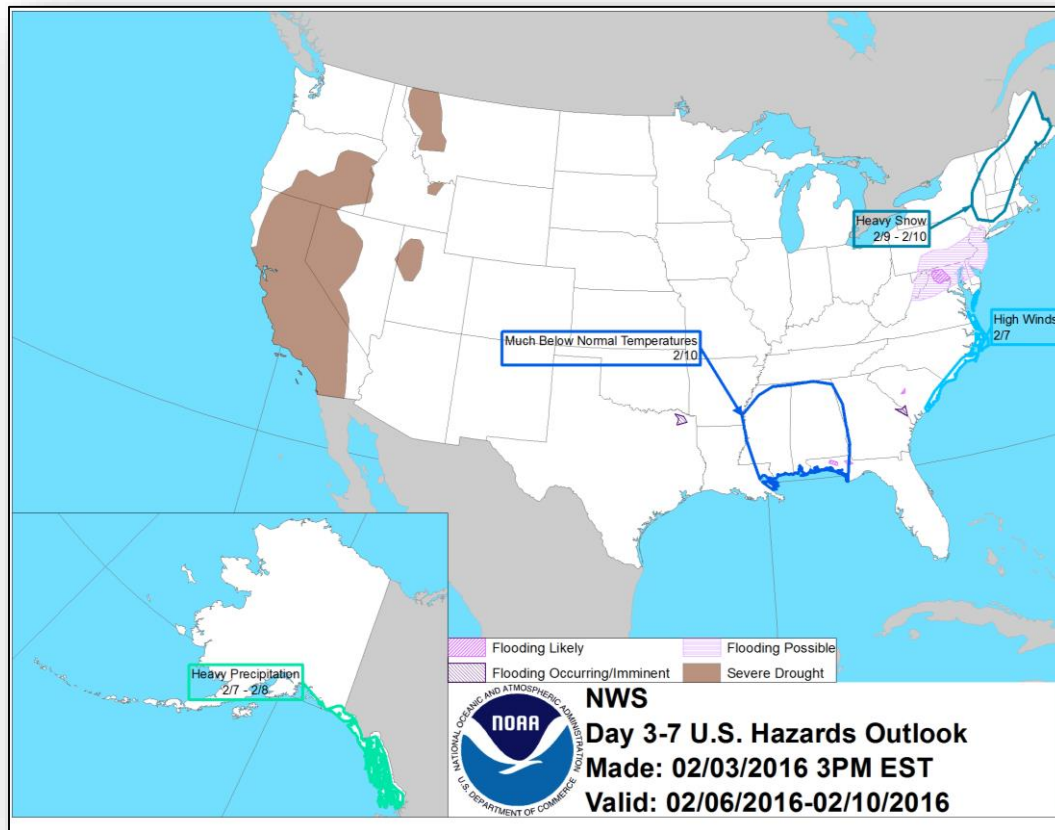 Heavy Snow
2/9 - 2/10
High Winds
2/7
Much Below Normal Temperatures
2/10
Heavy Precipitation
2/7 - 2/8
Flooding Likely
Flooding Possible
Flooding Occurring/Imminent
Severe Drought
NATIONAL OCEANIC AND ATMOSPHERIC ADMINISTRATION
NOAA
U.S. DEPARTMENT OF COMMERCE
NWS
Day 3-7 U.S. Hazards Outlook
Made: 02/03/2016 3PM EST
Valid: 02/06/2016-02/10/2016